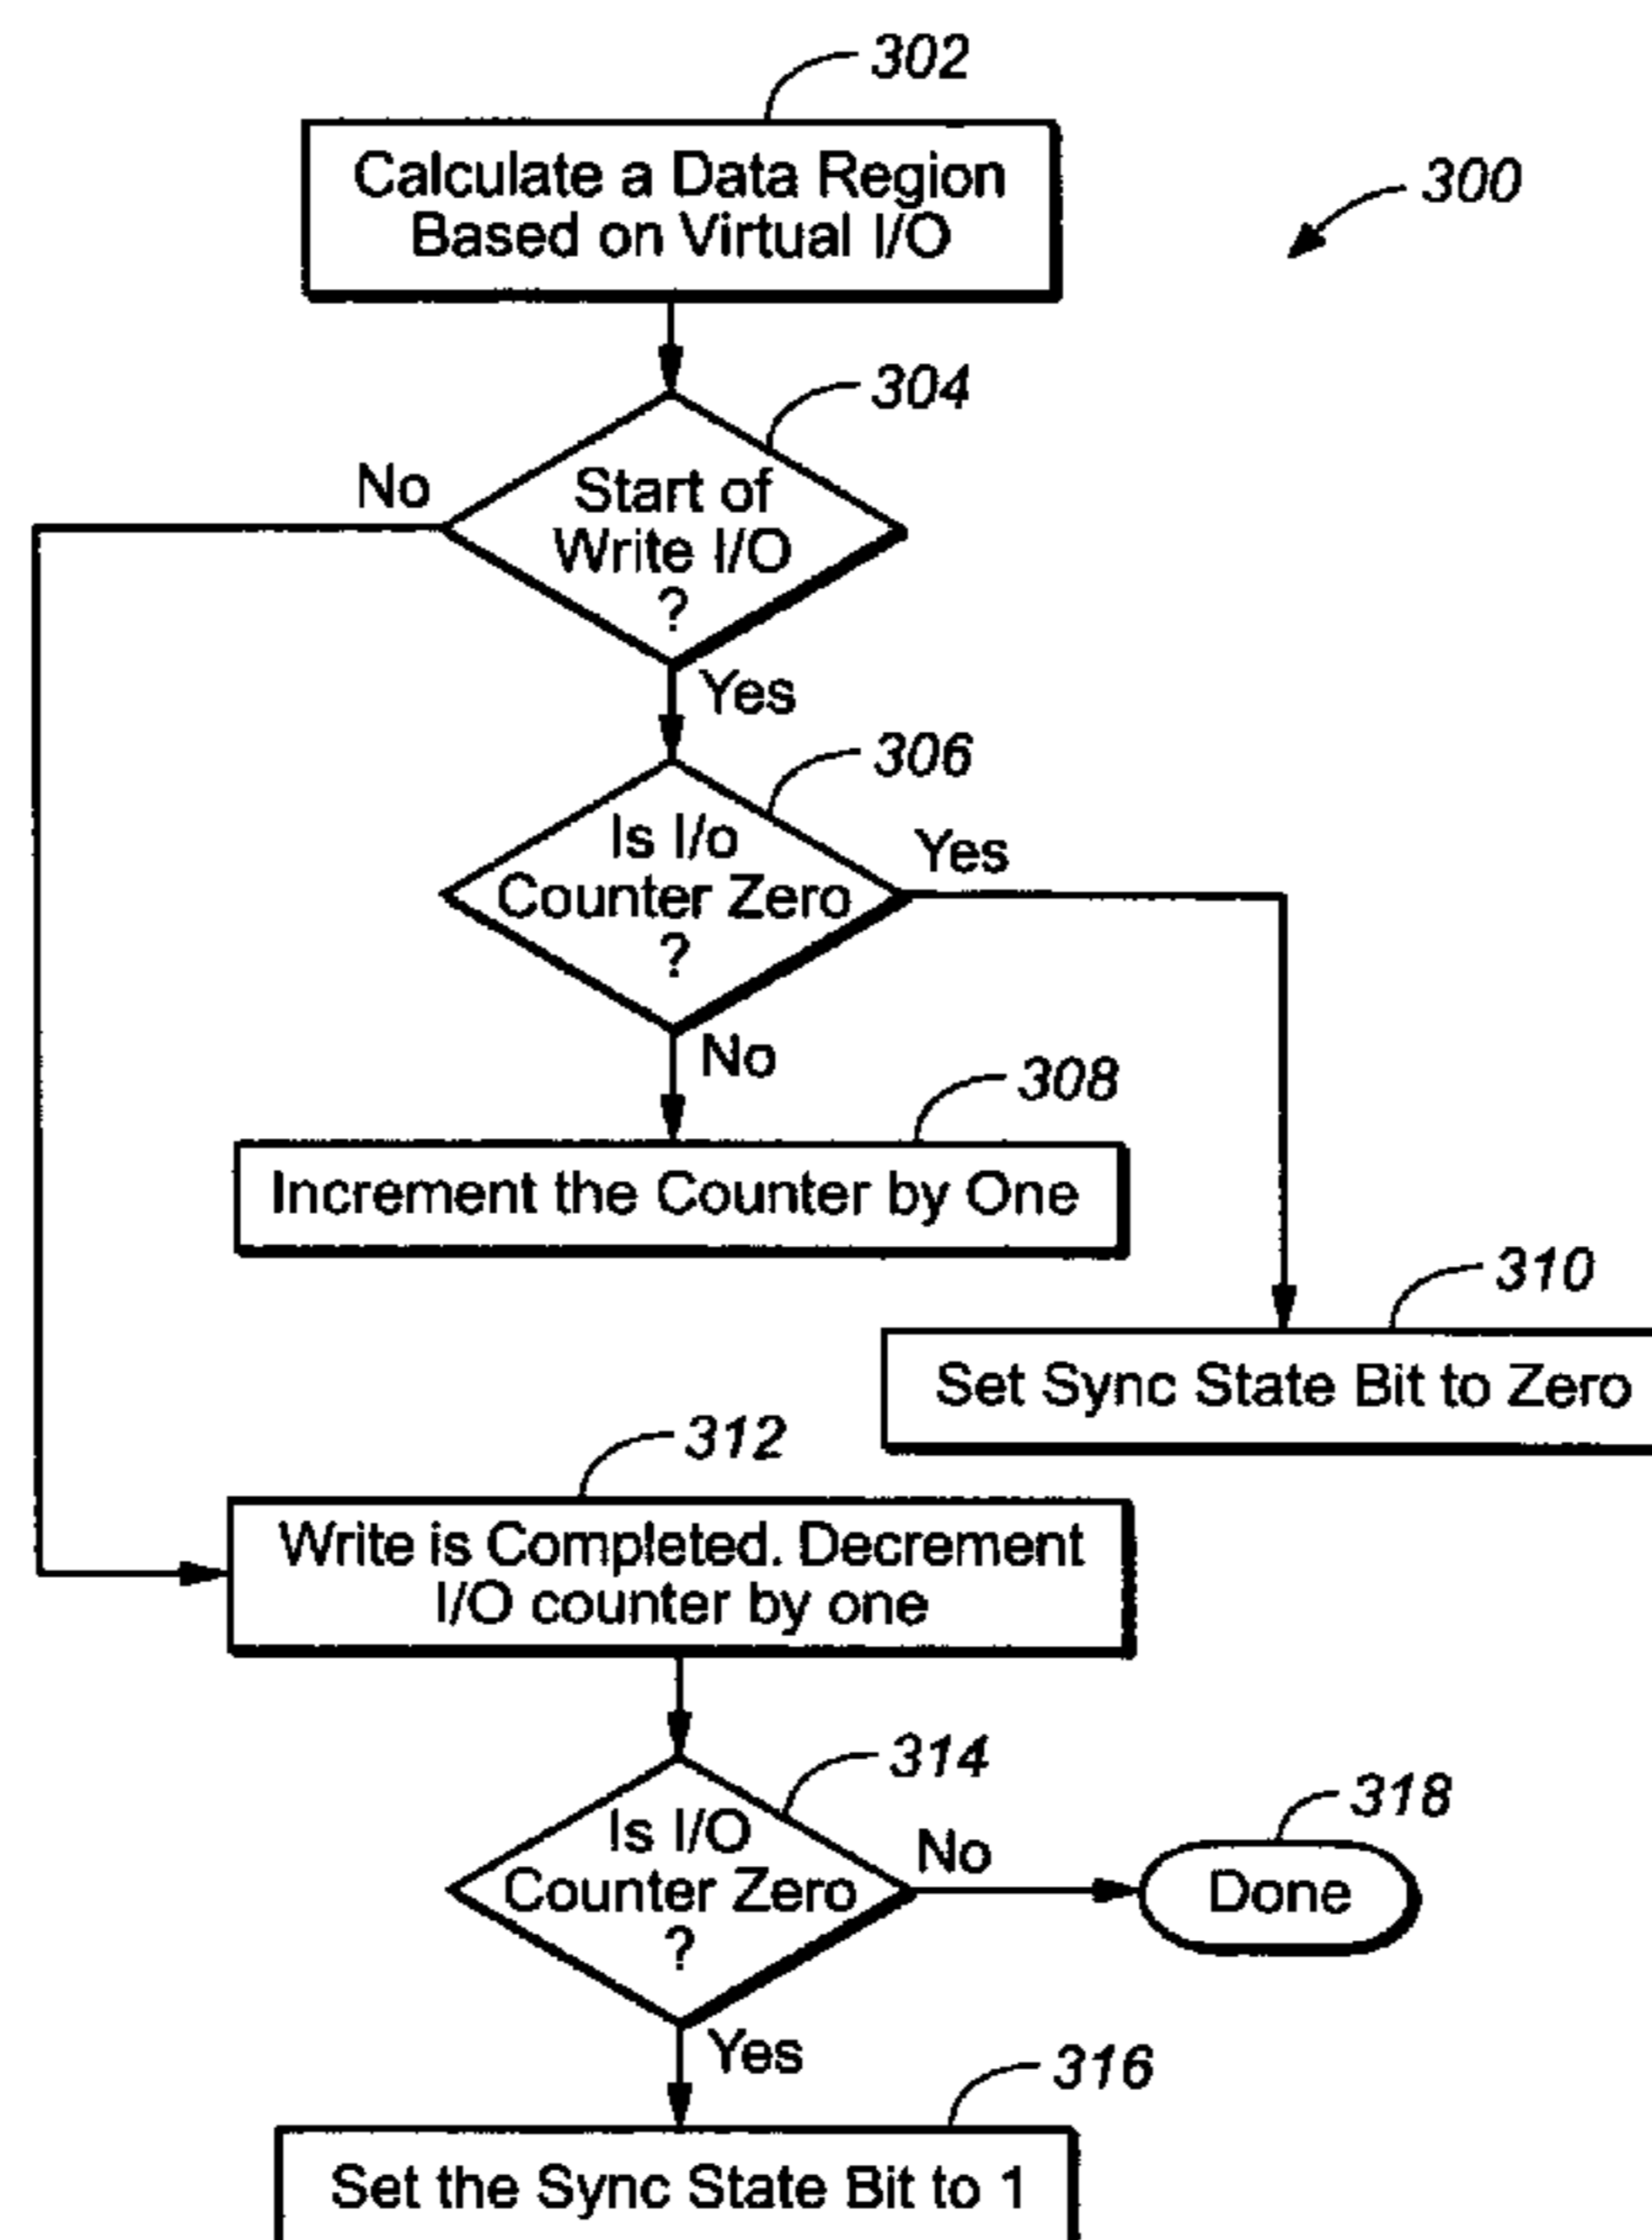 302
Calculate a Data Region
Based on Virtual I/O
300
304
No
Start of
Write I/O
?
Yes
306
Is I/o
Counter Zero
?
Yes
No
308
Increment the Counter by One
310
Set Sync State Bit to Zero
312
Write is Completed. Decrement
I/O counter by one
314
Is I/O
Counter Zero
?
No
318
Done
Yes
316
Set the Sync State Bit to 1